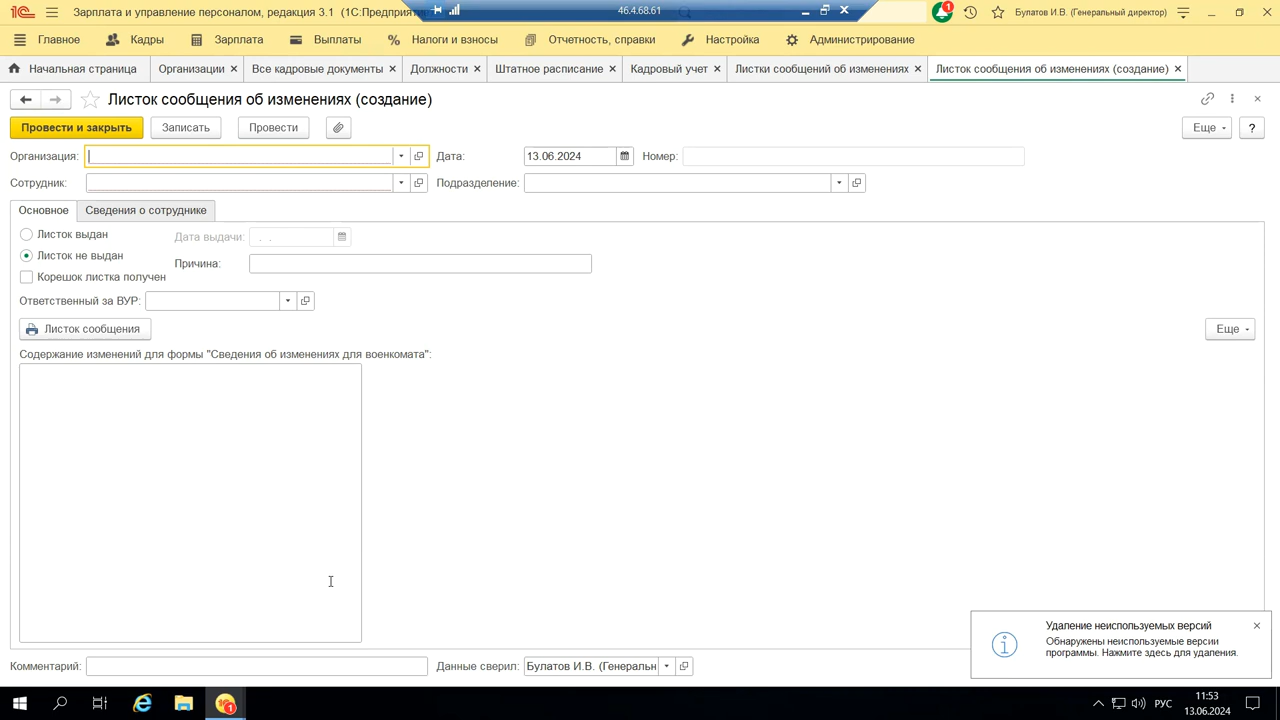 Зарплата и управление персоналом, редакция 3.1 (1С:Предприятие
46.4.68.61
1
Булатов И.В. (Генеральный директор)
Главное
Кадры
Зарплата
Выплаты
Налоги и взносы
Отчетность, справки
Настройка
Администрирование
Начальная страница
Организации
Все кадровые документы
Должности
Штатное расписание
Кадровый учет
Листки сообщений об изменениях
Листок сообщения об изменениях (создание)
Листок сообщения об изменениях (создание)
Провести и закрыть
Записать
Провести
Еще
?
Организация:
Дата:
13.06.2024
Номер:
Сотрудник:
Подразделение:
Основное
Сведения о сотруднике
Листок выдан
Дата выдачи:
. .
Листок не выдан
Причина:
Корешок листка получен
Ответственный за ВУР:
Листок сообщения
Еще
Содержание изменений для формы "Сведения об изменениях для военкомата":
Удаление неиспользуемых версий
Обнаружены неиспользуемые версии
программы. Нажмите здесь для удаления.
Комментарий:
Данные сверил:
Булатов И.В. (Генеральн
1
РУС
11:53
13.06.2024